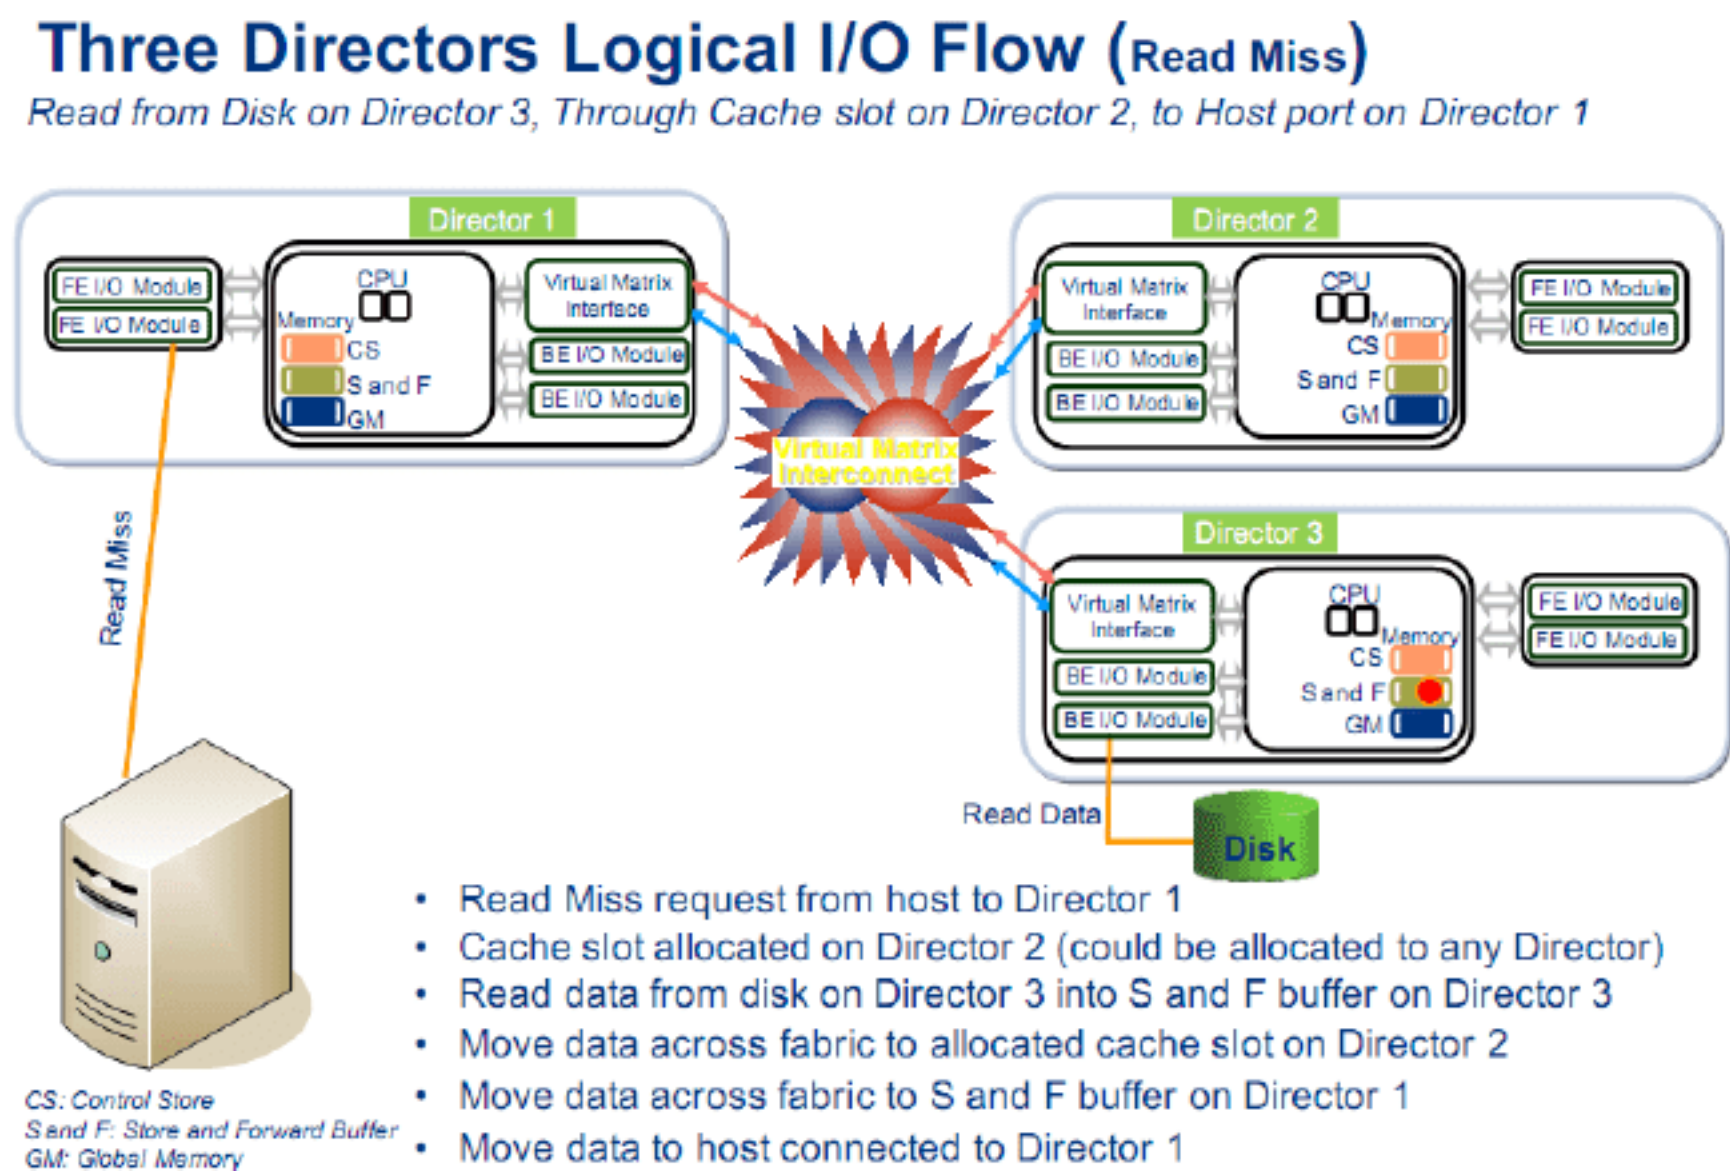 Three Directors Logical I/O Flow (Read Miss)
Read from Disk on Director 3, Through Cache slot on Director 2, to Host port on Director 1
Director 1
FE I/O Module
FE I/O Module
CPU
Memory
CS
S and F
GM
Virtual Matrix
Interface
BE I/O Module
BE I/O Module
Virtual Matrix
Interconnect
Director 2
Virtual Matrix
Interface
BE I/O Module
BE I/O Module
CPU
Memory
CS
S and F
GM
FE I/O Module
FE I/O Module
Director 3
Virtual Matrix
Interface
BE I/O Module
BE I/O Module
CPU
Memory
CS
S and F
GM
FE I/O Module
FE I/O Module
Read Miss
Read Data
Disk
• Read Miss request from host to Director 1
• Cache slot allocated on Director 2 (could be allocated to any Director)
• Read data from disk on Director 3 into S and F buffer on Director 3
• Move data across fabric to allocated cache slot on Director 2
• Move data across fabric to S and F buffer on Director 1
• Move data to host connected to Director 1
CS: Control Store
S and F: Store and Forward Buffer
GM: Global Memory